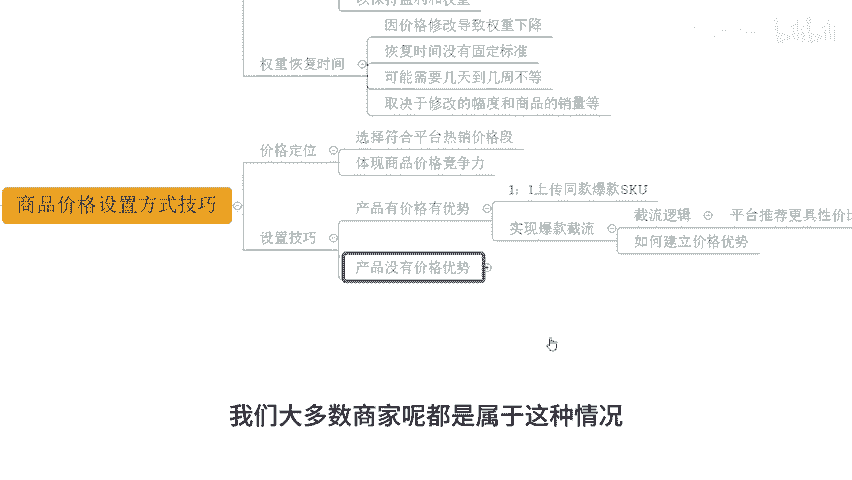 以保持盈利和权重
因价格修改导致权重下降
权重恢复时间
恢复时间没有固定标准
可能需要几天到几周不等
取决于修改的幅度和商品的销量等
价格定位
选择符合平台热销价格段
体现商品价格竞争力
商品价格设置方式技巧
设置技巧
产品有价格有优势
1：1上传同款爆款SKU
实现爆款截流
截流逻辑
平台推荐更具性价
如何建立价格优势
产品没有价格优势
我们大多数商家呢都是属于这种情况